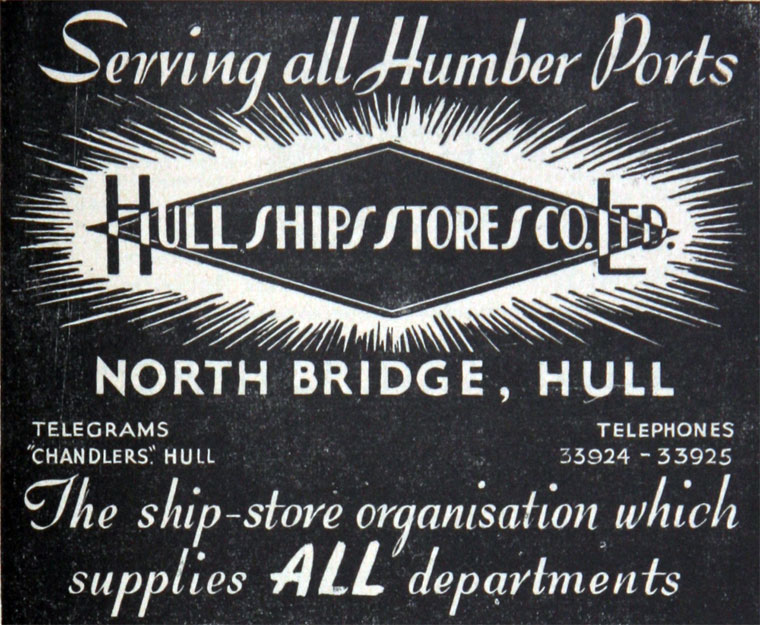 Serving all Humber Ports
HULL SHIPS STORES CO. LTD.
NORTH BRIDGE, HULL
TELEGRAMS
"CHANDLERS", HULL
TELEPHONES
33924 - 33925
The ship-store organisation which
supplies ALL departments